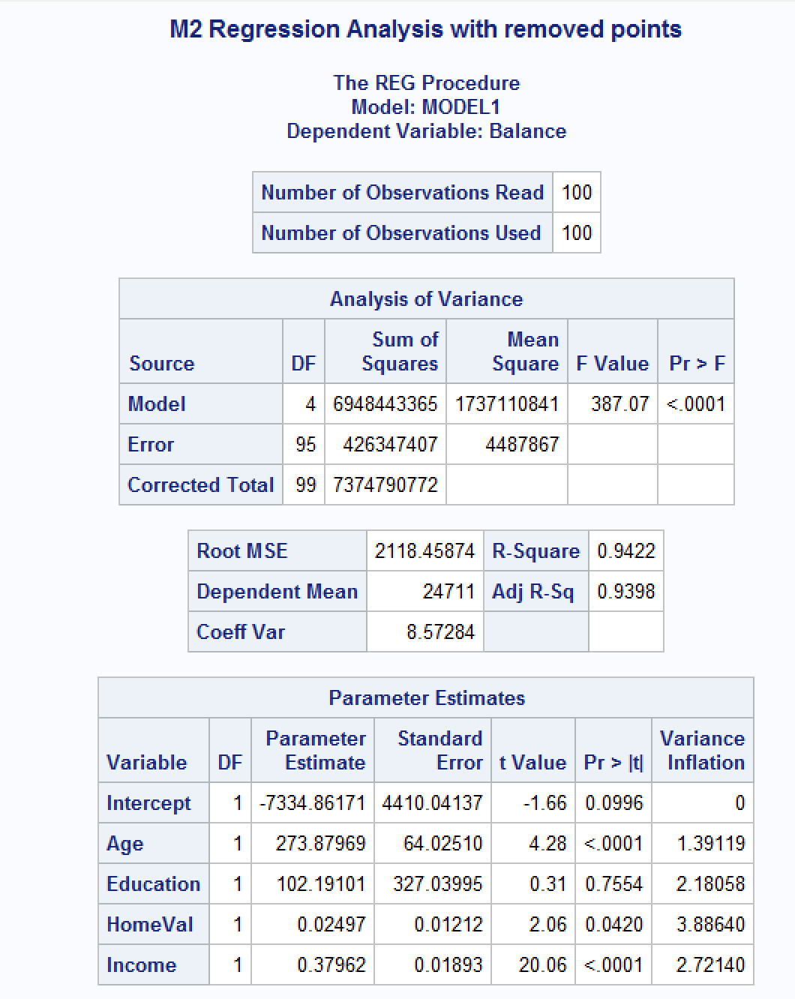 M2 Regression Analysis with removed points
The REG Procedure
Model: MODEL1
Dependent Variable: Balance
Number of Observations Read 100
Number of Observations Used 100
Analysis of Variance
Source DF Sum of Squares Mean Square F Value Pr > F
Model 4 6948443365 1737110841 387.07 <.0001
Error 95 426347407 4487867
Corrected Total 99 7374790772
Root MSE 2118.45874 R-Square 0.9422
Dependent Mean 24711 Adj R-Sq 0.9398
Coeff Var 8.57284
Parameter Estimates
Variable DF Parameter Estimate Standard Error t Value Pr > |t| Variance Inflation
Intercept 1 -7334.86171 4410.04137 -1.66 0.0996 0
Age 1 273.87969 64.02510 4.28 <.0001 1.39119
Education 1 102.19101 327.03995 0.31 0.7554 2.18058
HomeVal 1 0.02497 0.01212 2.06 0.0420 3.88640
Income 1 0.37962 0.01893 20.06 <.0001 2.72140